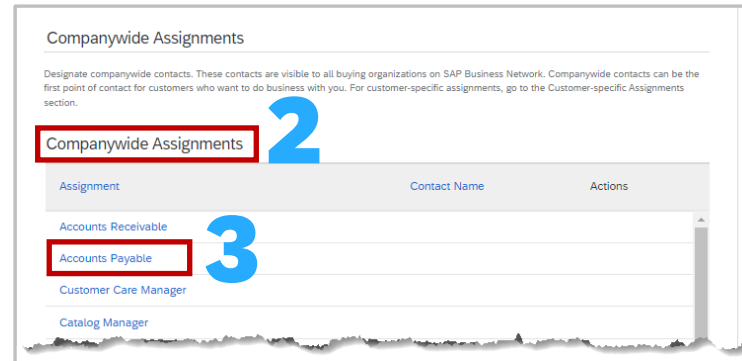 Companywide Assignments
Designate companywide contacts. These contacts are visible to all buying organizations on SAP Business Network. Companywide contacts can be the
first point of contact for customers who want to do business with you. For customer-specific assignments, go to the Customer-specific Assignments
section.
2
Companywide Assignments
Assignment Contact Name Actions
Accounts Receivable
3
Accounts Payable
Customer Care Manager
Catalog Manager